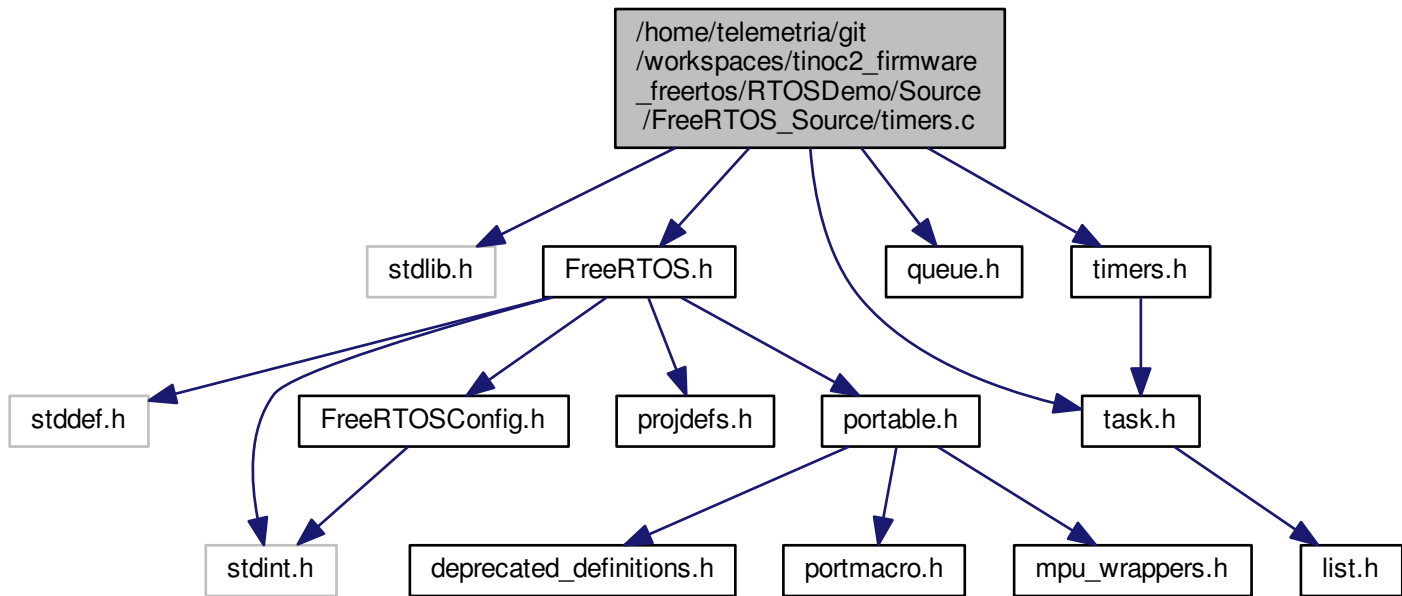 /home/telemetria/git
/workspaces/tinoc2_firmware
_freertos/RTOSDemo/Source
/FreeRTOS_Source/timers.c
stdlib.h
FreeRTOS.h
queue.h
timers.h
stddef.h
FreeRTOSConfig.h
projdefs.h
portable.h
task.h
stdint.h
deprecated_definitions.h
portmacro.h
mpu_wrappers.h
list.h